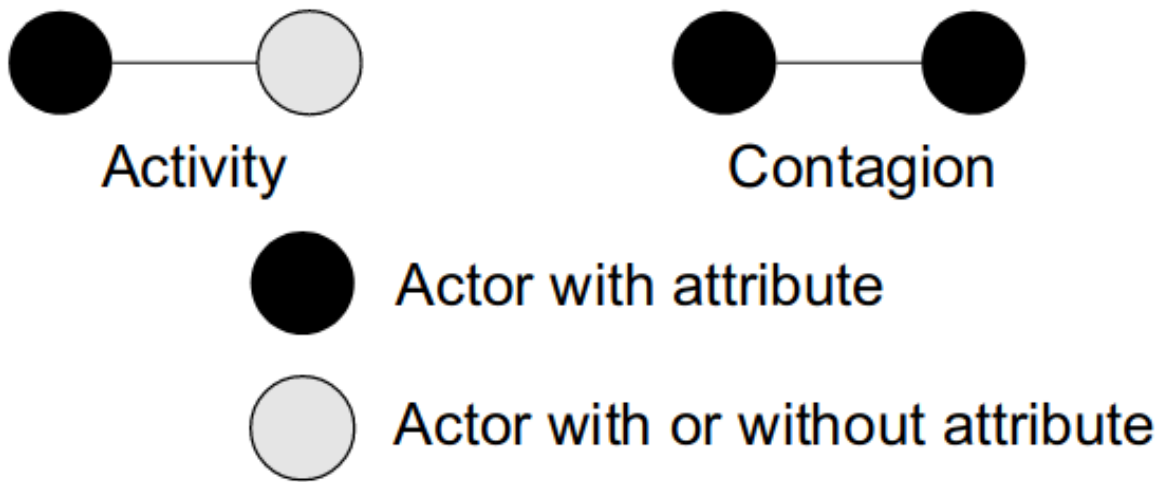 Activity
Contagion
Actor with attribute
Actor with or without attribute